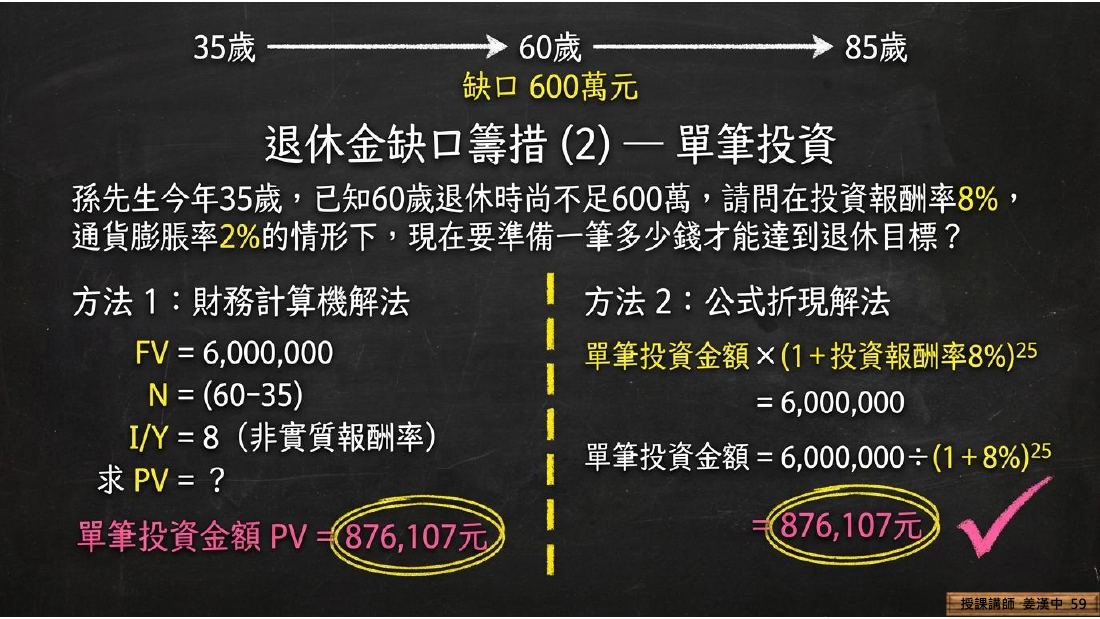 35歲 60歲 85歲
缺口 600萬元
退休金缺口籌措 (2) — 單筆投資
孫先生今年35歲，已知60歲退休時尚不足600萬，請問在投資報酬率8%，
通貨膨脹率2%的情形下，現在要準備一筆多少錢才能達到退休目標？
方法 1：財務計算機解法
FV = 6,000,000
N = (60-35)
I/Y = 8（非實質報酬率）
求 PV = ？
單筆投資金額 PV = 876,107元
方法 2：公式折現解法
單筆投資金額×(1+投資報酬率8%)²⁵
= 6,000,000
單筆投資金額 = 6,000,000÷(1+8%)²⁵
= 876,107元
授課講師 姜漢中 59